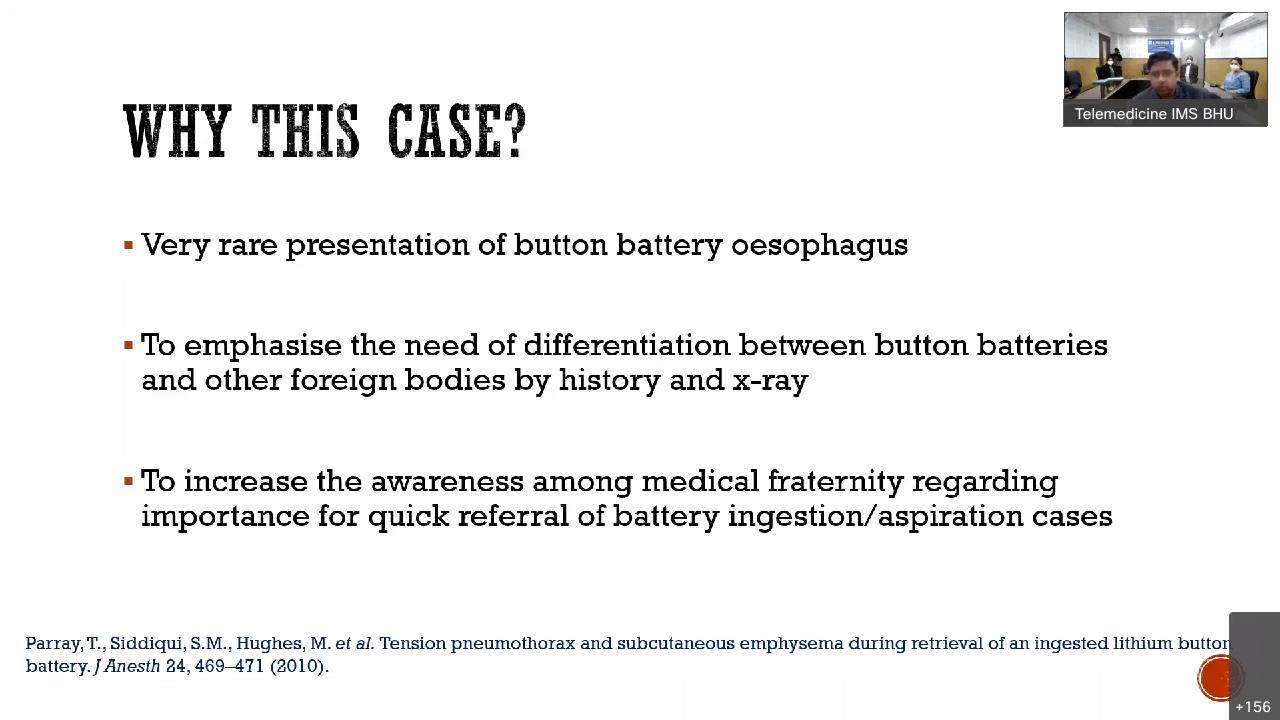 Telemedicine IMS BHU
WHY THIS CASE?
Very rare presentation of button battery oesophagus
To emphasise the need of differentiation between button batteries
and other foreign bodies by history and x-ray
To increase the awareness among medical fraternity regarding
importance for quick referral of battery ingestion/aspiration cases
Parray, T., Siddiqui, S.M., Hughes, M. et al. Tension pneumothorax and subcutaneous emphysema during retrieval of an ingested lithium button
battery. J Anesth 24, 469–471 (2010).
+156